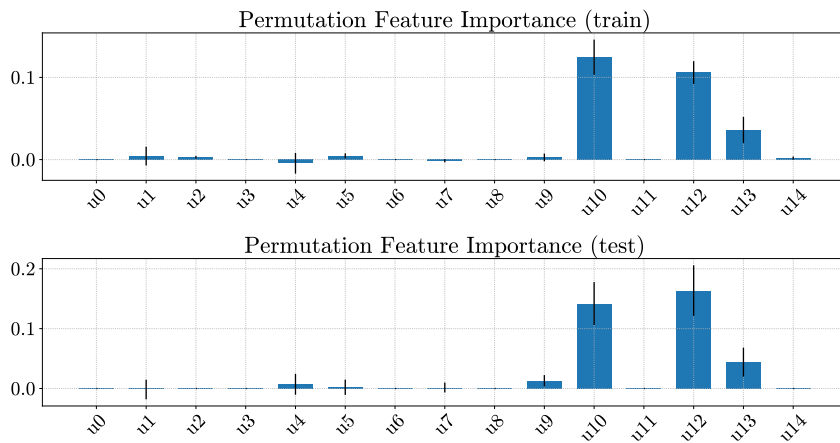 Permutation Feature Importance (train)
0.1
0.0
u0 u1 u2 u3 u4 u5 u6 u7 u8 u9 u10 u11 u12 u13 u14
Permutation Feature Importance (test)
0.2
0.1
0.0
u0 u1 u2 u3 u4 u5 u6 u7 u8 u9 u10 u11 u12 u13 u14